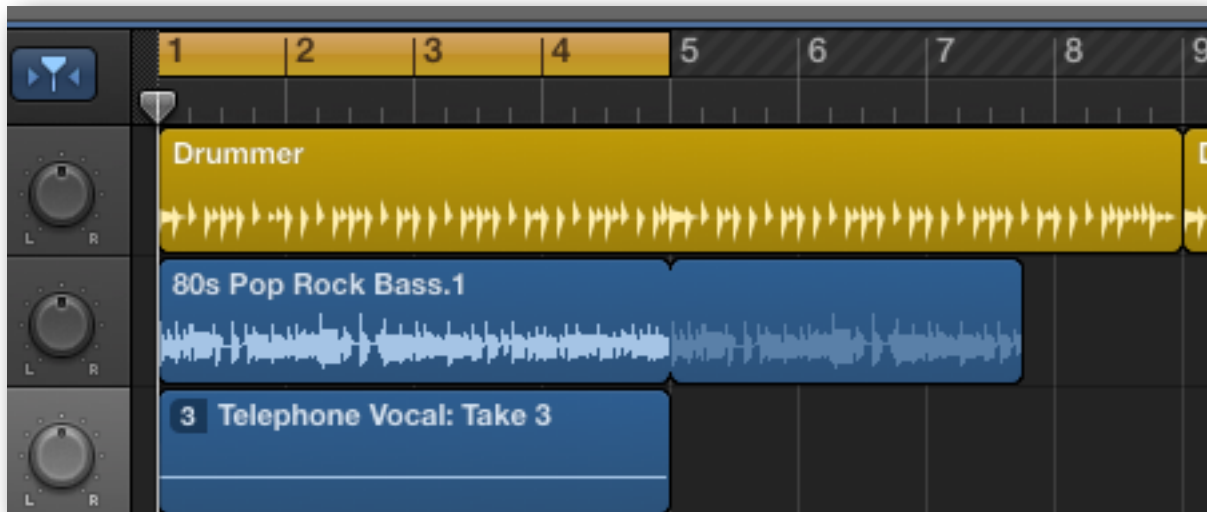 1 2 3 4 5 6 7 8 9
Drummer D
L R
80s Pop Rock Bass.1
L R
3 Telephone Vocal: Take 3
L R